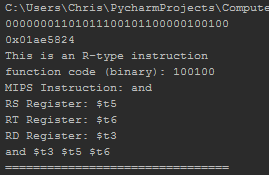 C:\Users\Chris\PycharmProjects\Compute
00000001101011100101100000100100
0x01ae5824
This is an R-type instruction
function code (binary): 100100
MIPS Instruction: and
RS Register: $t5
RT Register: $t6
RD Register: $t3
and $t3 $t5 $t6
================================